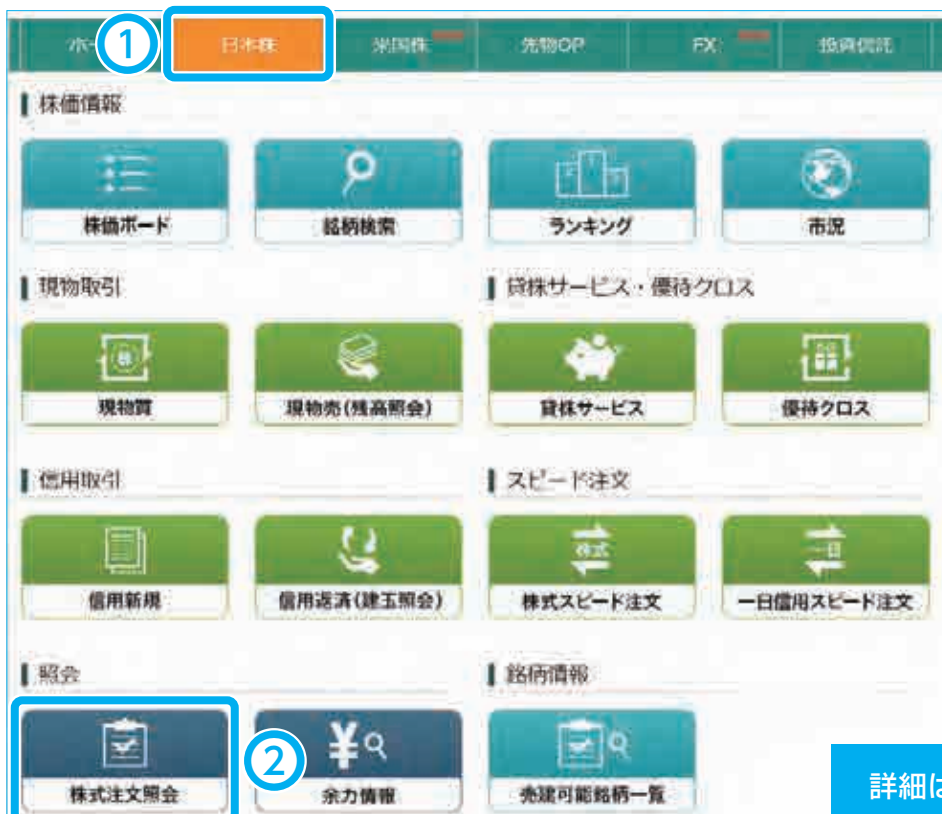 ホー ① 日本株 米国株 先物OP FX 投資信託
株価情報
株価ボード 銘柄検索 ランキング 市況
現物取引 貸株サービス・優待クロス
株
現物買 現物売(残高照会) 貸株サービス 優待クロス
信用取引 スピード注文
株式 一日
信用新規 信用返済(建玉照会) 株式スピード注文 一日信用スピード注文
照会 銘柄情報
② ¥
株式注文照会 余力情報 売建可能銘柄一覧
詳細は